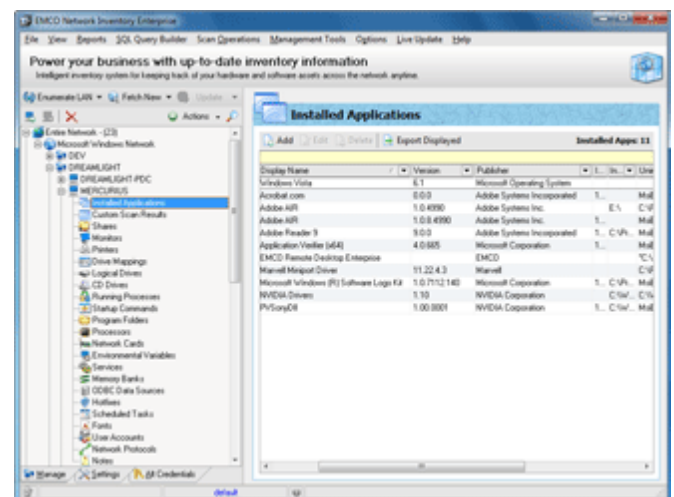 EMCO Network Inventory Enterprise
File View Reports SQL Query Builder Scan Operations Management Tools Options Live Update Help
Power your business with up-to-date inventory information
Intelligent inventory system for keeping track of your hardware and software assets across the network anytime.
Enumerate LAN Fetch New Update
Actions
Installed Applications
Add Edit Delete Export Displayed Installed Apps: 11
Entire Network - (23)
Microsoft Windows Network
DEV
DREAMLIGHT
DREAMLIGHT-PDC
MERCURIUS
Installed Applications
Custom Scan Results
Shares
Monitors
Printers
Drive Mappings
Logical Drives
CD Drives
Running Processes
Startup Commands
Program Folders
Processors
Network Cards
Environmental Variables
Services
Memory Banks
ODBC Data Sources
Hotfixes
Scheduled Tasks
Fonts
User Accounts
Network Protocols
Notes
Display Name Version Publisher I... In... Unin
Windows Vista 6.1 Microsoft Operating System
Acrobat.com 0.0.0 Adobe Systems Incorporated 1...
Adobe AIR 1.0.4990 Adobe Systems Inc. E:\
Adobe AIR 1.0.8.4990 Adobe Systems Inc. 1...
Adobe Reader 9 9.0.0 Adobe Systems Incorporated 1...
Application Verifier (x64) 4.0.665 Microsoft Corporation 1...
EMCO Remote Desktop Enterprise EMCO
Marvell Miniport Driver 11.22.4.3 Marvell
Microsoft Windows (R) Software Logo Kit 1.0.7112.140 Microsoft Corporation 1...
NVIDIA Drivers 1.10 NVIDIA Corporation
PVSonyDll 1.00.0001 NVIDIA Corporation 1...
Manage Settings All Credentials
default